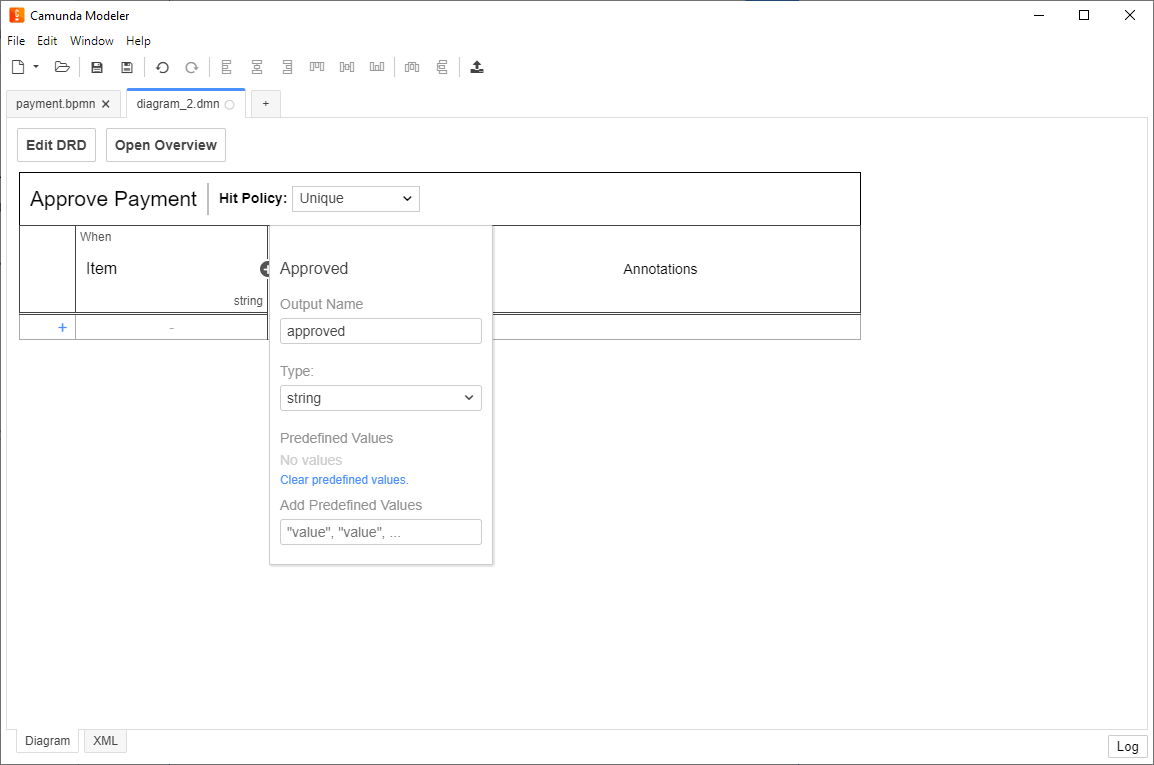 Camunda Modeler
File Edit Window Help
payment.bpmn
diagram_2.dmn
+
Edit DRD
Open Overview
Approve Payment
Hit Policy:
Unique
When
Item
string
Annotations
+
-
Approved
Output Name
approved
Type:
string
Predefined Values
No values
Clear predefined values.
Add Predefined Values
"value", "value", ...
Diagram
XML
Log